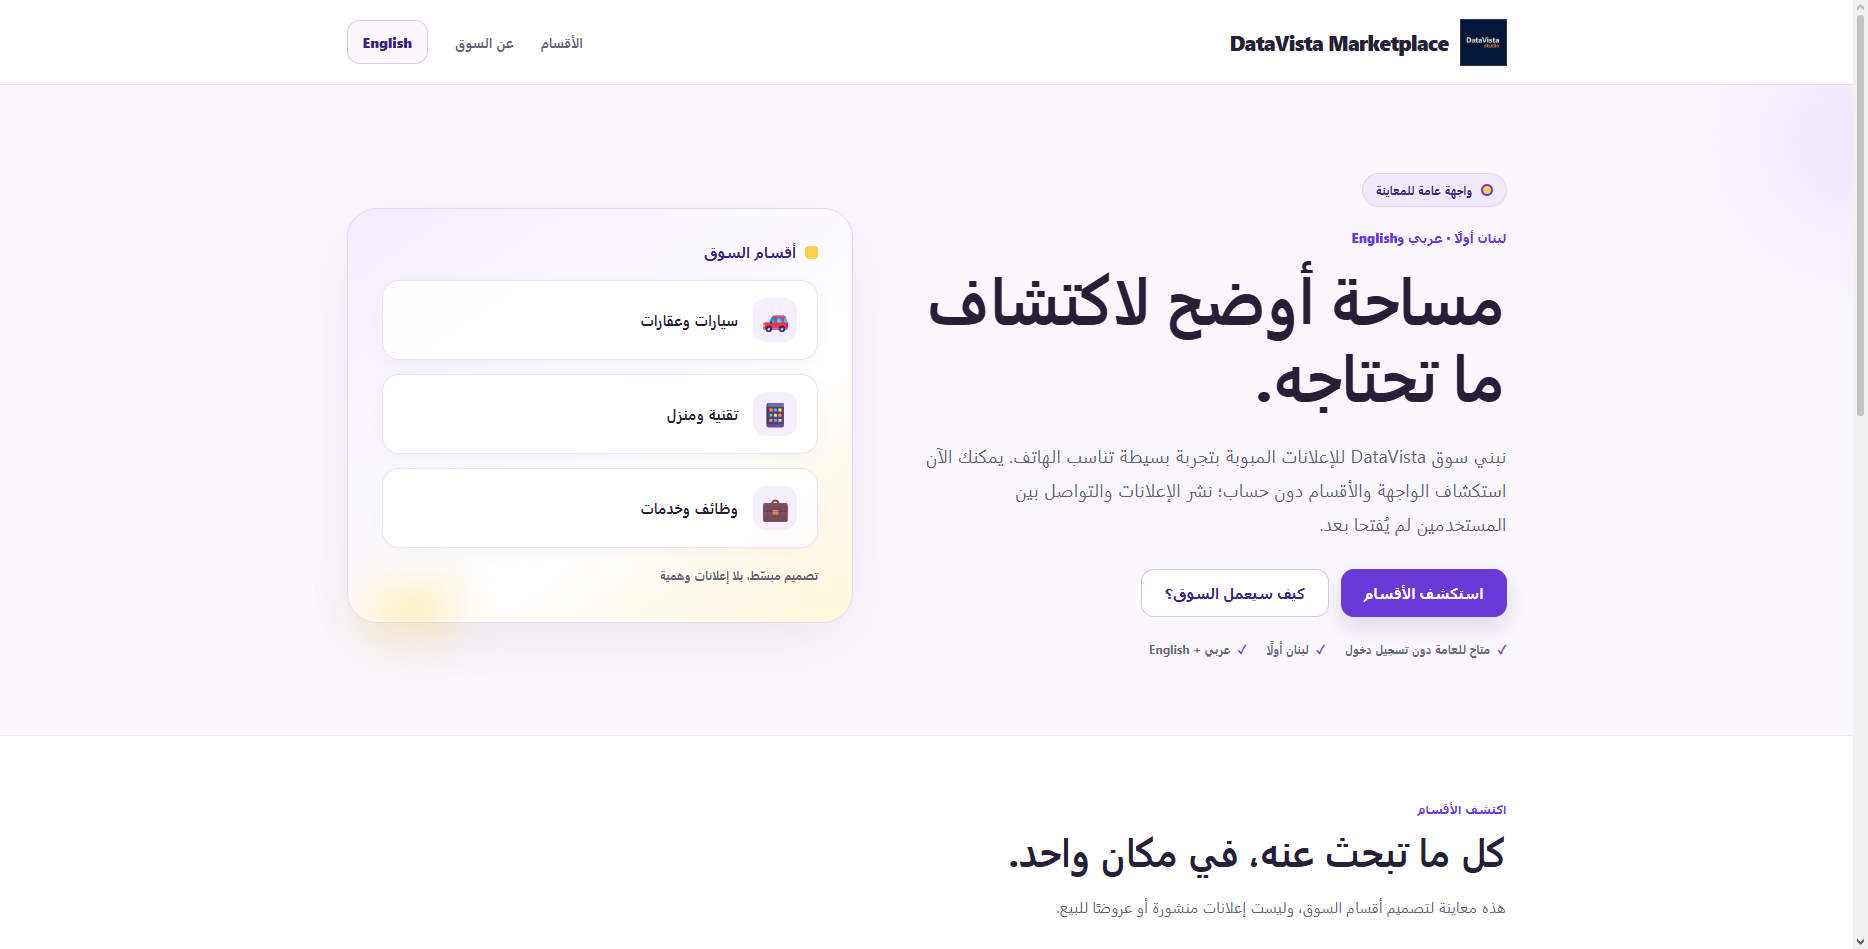 DataVista
studio
DataVista Marketplace
الأقسام
عن السوق
English
واجهة عامة للمعاينة
لبنان أولًا • عربي وEnglish
مساحة أوضح لاكتشاف
ما تحتاجه.
نبني سوق DataVista للإعلانات المبوبة بتجربة بسيطة تناسب الهاتف. يمكنك الآن
استكشاف الواجهة والأقسام دون حساب؛ نشر الإعلانات والتواصل بين
المستخدمين لم يُفتحا بعد.
استكشف الأقسام
كيف سيعمل السوق؟
✓ متاح للعامة دون تسجيل دخول
✓ لبنان أولًا
✓ عربي + English
أقسام السوق
سيارات وعقارات
تقنية ومنزل
وظائف وخدمات
تصميم مبسّط، بلا إعلانات وهمية
اكتشف الأقسام
كل ما تبحث عنه، في مكان واحد.
هذه معاينة لتصميم أقسام السوق، وليست إعلانات منشورة أو عروضًا للبيع.